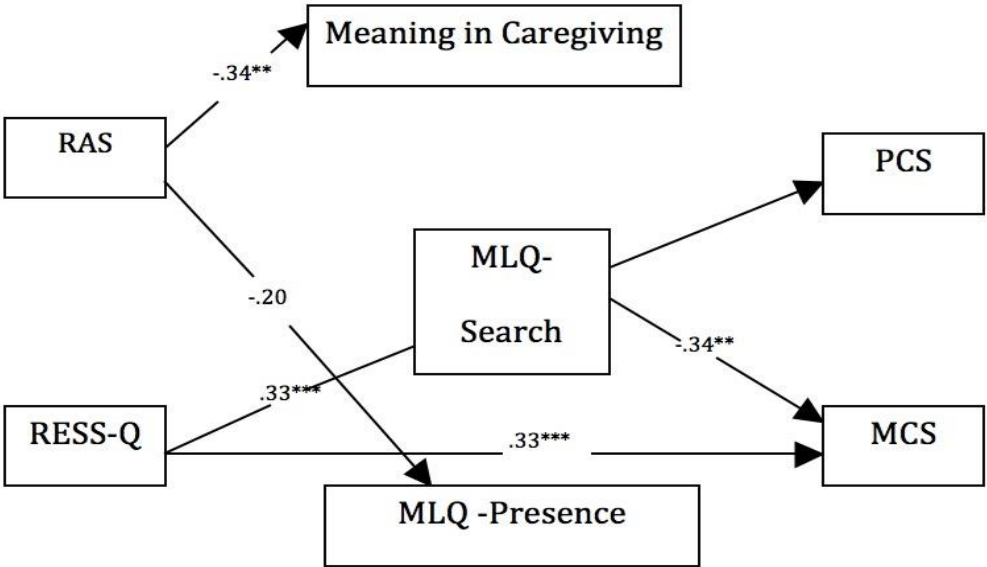 Meaning in Caregiving
-.34**
RAS
PCS
MLQ-
Search
-.20
-.34**
.33***
RESS-Q
.33***
MCS
MLQ -Presence